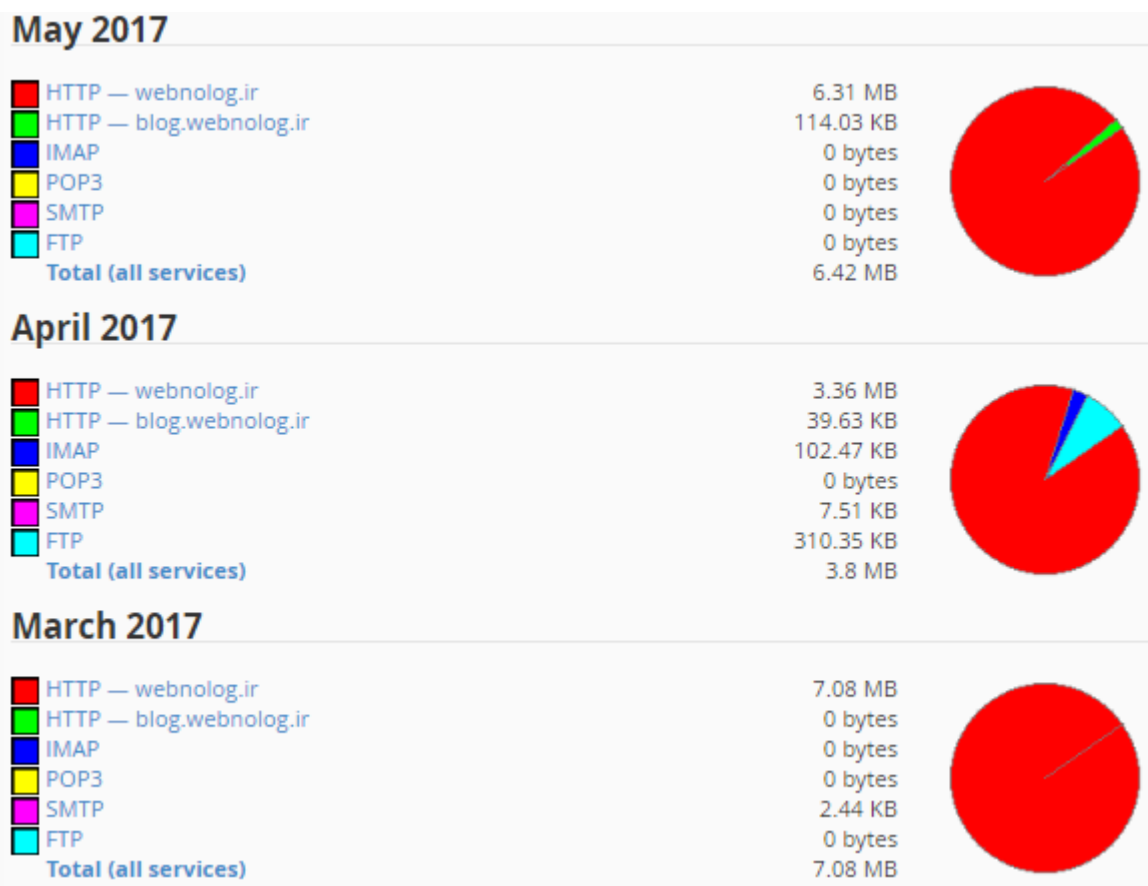 May 2017
HTTP — webnolog.ir 6.31 MB
HTTP — blog.webnolog.ir 114.03 KB
IMAP 0 bytes
POP3 0 bytes
SMTP 0 bytes
FTP 0 bytes
Total (all services) 6.42 MB
April 2017
HTTP — webnolog.ir 3.36 MB
HTTP — blog.webnolog.ir 39.63 KB
IMAP 102.47 KB
POP3 0 bytes
SMTP 7.51 KB
FTP 310.35 KB
Total (all services) 3.8 MB
March 2017
HTTP — webnolog.ir 7.08 MB
HTTP — blog.webnolog.ir 0 bytes
IMAP 0 bytes
POP3 0 bytes
SMTP 2.44 KB
FTP 0 bytes
Total (all services) 7.08 MB